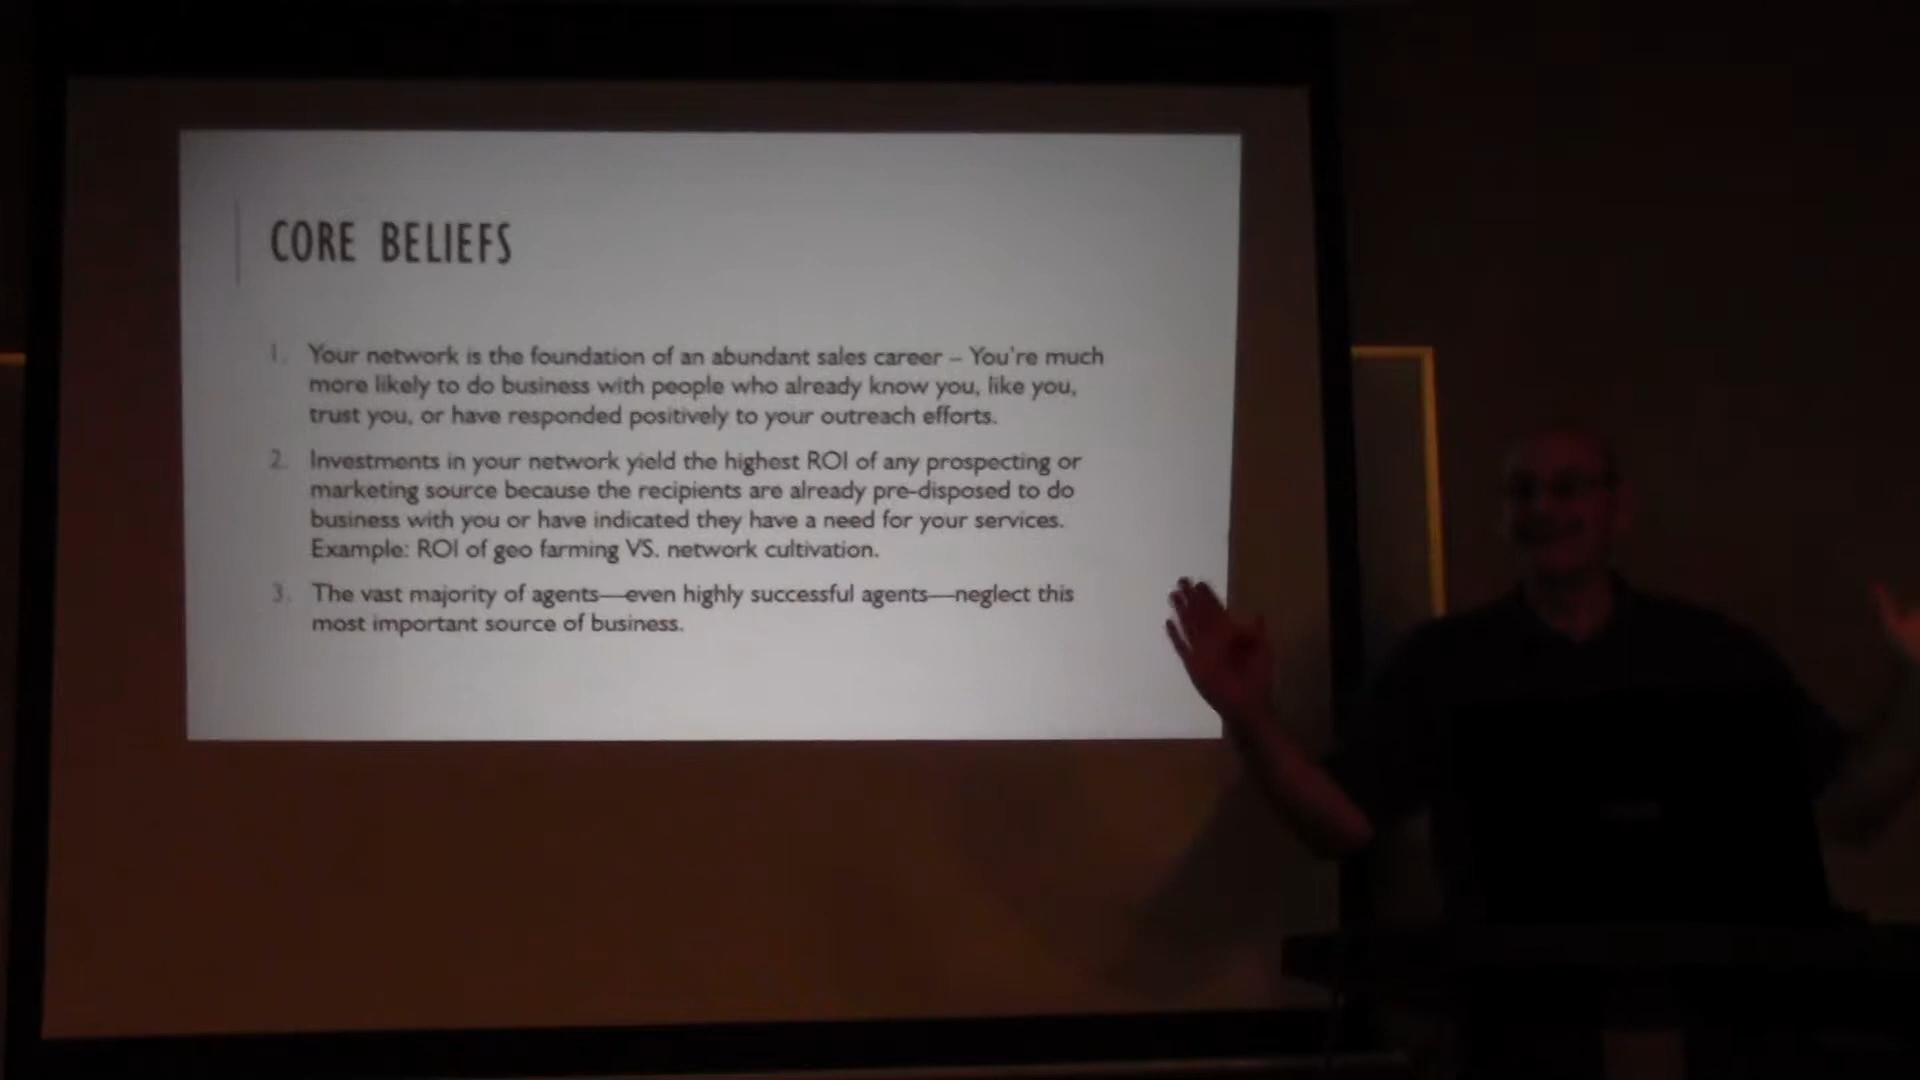 CORE BELIEFS
1. Your network is the foundation of an abundant sales career – You're much
more likely to do business with people who already know you, like you,
trust you, or have responded positively to your outreach efforts.
2. Investments in your network yield the highest ROI of any prospecting or
marketing source because the recipients are already pre-disposed to do
business with you or have indicated they have a need for your services.
Example: ROI of geo farming VS. network cultivation.
3. The vast majority of agents—even highly successful agents—neglect this
most important source of business.